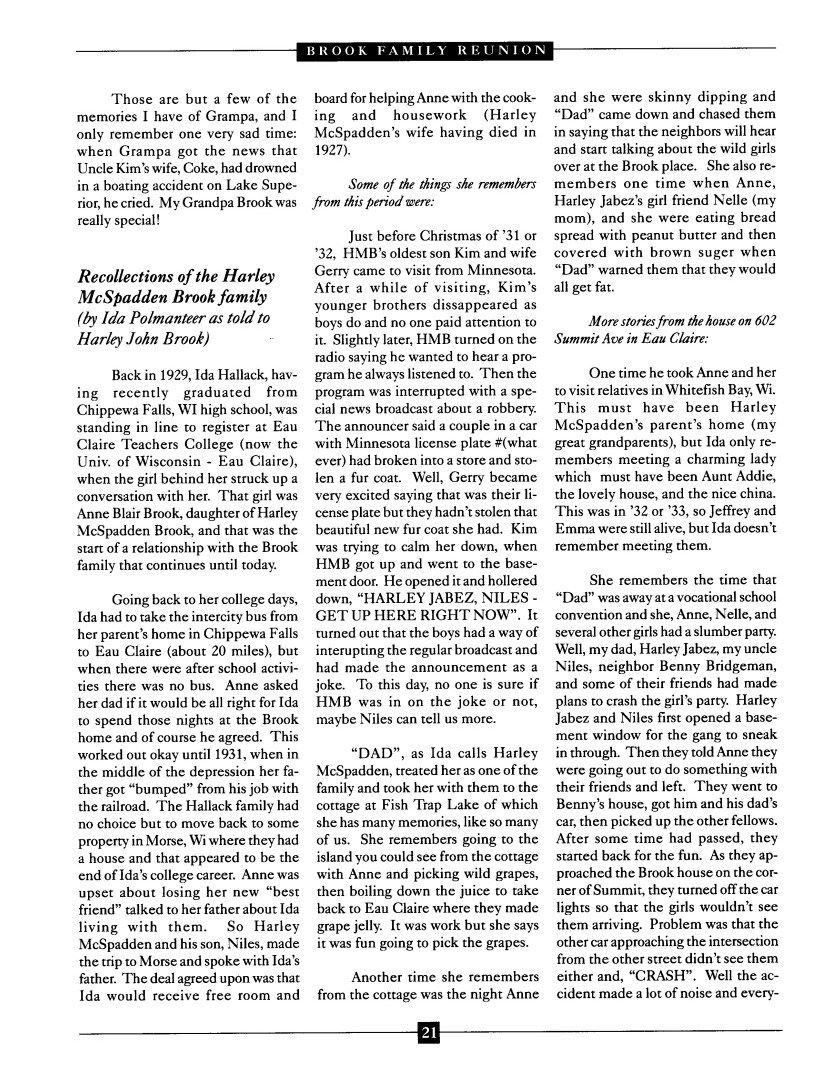 BROOK FAMILY REUNION
Those are but a few of the
memories I have of Grampa, and I
only remember one very sad time:
when Grampa got the news that
Uncle Kim's wife, Coke, had drowned
in a boating accident on Lake Supe-
rior, he cried. My Grandpa Brook was
really special!
Recollections of the Harley
McSpadden Brook family
(by Ida Polmanteer as told to
Harley John Brook)
Back in 1929, Ida Hallack, hav-
ing recently graduated from
Chippewa Falls, WI high school, was
standing in line to register at Eau
Claire Teachers College (now the
Univ. of Wisconsin - Eau Claire),
when the girl behind her struck up a
conversation with her. That girl was
Anne Blair Brook, daughter of Harley
McSpadden Brook, and that was the
start of a relationship with the Brook
family that continues until today.
Going back to her college days,
Ida had to take the intercity bus from
her parent's home in Chippewa Falls
to Eau Claire (about 20 miles), but
when there were after school activi-
ties there was no bus. Anne asked
her dad if it would be all right for Ida
to spend those nights at the Brook
home and of course he agreed. This
worked out okay until 1931, when in
the middle of the depression her fa-
ther got "bumped" from his job with
the railroad. The Hallack family had
no choice but to move back to some
property in Morse, Wi where they had
a house and that appeared to be the
end of Ida's college career. Anne was
upset about losing her new "best
friend" talked to her father about Ida
living with them. So Harley
McSpadden and his son, Niles, made
the trip to Morse and spoke with Ida's
father. The deal agreed upon was that
Ida would receive free room and
board for helping Anne with the cook-
ing and housework (Harley
McSpadden's wife having died in
1927).
Some of the things she remembers
from this period were:
Just before Christmas of '31 or
'32, HMB's oldest son Kim and wife
Gerry came to visit from Minnesota.
After a while of visiting, Kim's
younger brothers dissappeared as
boys do and no one paid attention to
it. Slightly later, HMB turned on the
radio saying he wanted to hear a pro-
gram he always listened to. Then the
program was interrupted with a spe-
cial news broadcast about a robbery.
The announcer said a couple in a car
with Minnesota license plate #(what
ever) had broken into a store and sto-
len a fur coat. Well, Gerry became
very excited saying that was their li-
cense plate but they hadn't stolen that
beautiful new fur coat she had. Kim
was trying to calm her down, when
HMB got up and went to the base-
ment door. He opened it and hollered
down, "HARLEY JABEZ, NILES -
GET UP HERE RIGHT NOW". It
turned out that the boys had a way of
interupting the regular broadcast and
had made the announcement as a
joke. To this day, no one is sure if
HMB was in on the joke or not,
maybe Niles can tell us more.
"DAD", as Ida calls Harley
McSpadden, treated her as one of the
family and took her with them to the
cottage at Fish Trap Lake of which
she has many memories, like so many
of us. She remembers going to the
island you could see from the cottage
with Anne and picking wild grapes,
then boiling down the juice to take
back to Eau Claire where they made
grape jelly. It was work but she says
it was fun going to pick the grapes.
Another time she remembers
from the cottage was the night Anne
and she were skinny dipping and
"Dad" came down and chased them
in saying that the neighbors will hear
and start talking about the wild girls
over at the Brook place. She also re-
members one time when Anne,
Harley Jabez's girl friend Nelle (my
mom), and she were eating bread
spread with peanut butter and then
covered with brown suger when
"Dad" warned them that they would
all get fat.
More stories from the house on 602
Summit Ave in Eau Claire:
One time he took Anne and her
to visit relatives in Whitefish Bay, Wi.
This must have been Harley
McSpadden's parent's home (my
great grandparents), but Ida only re-
members meeting a charming lady
which must have been Aunt Addie,
the lovely house, and the nice china.
This was in '32 or '33, so Jeffrey and
Emma were still alive, but Ida doesn't
remember meeting them.
She remembers the time that
"Dad" was away at a vocational school
convention and she, Anne, Nelle, and
several other girls had a slumber party.
Well, my dad, Harley Jabez, my uncle
Niles, neighbor Benny Bridgeman,
and some of their friends had made
plans to crash the girl's party. Harley
Jabez and Niles first opened a base-
ment window for the gang to sneak
in through. Then they told Anne they
were going out to do something with
their friends and left. They went to
Benny's house, got him and his dad's
car, then picked up the other fellows.
After some time had passed, they
started back for the fun. As they ap-
proached the Brook house on the cor-
ner of Summit, they turned off the car
lights so that the girls wouldn't see
them arriving. Problem was that the
other car approaching the intersection
from the other street didn't see them
either and, "CRASH". Well the ac-
cident made a lot of noise and every-
21